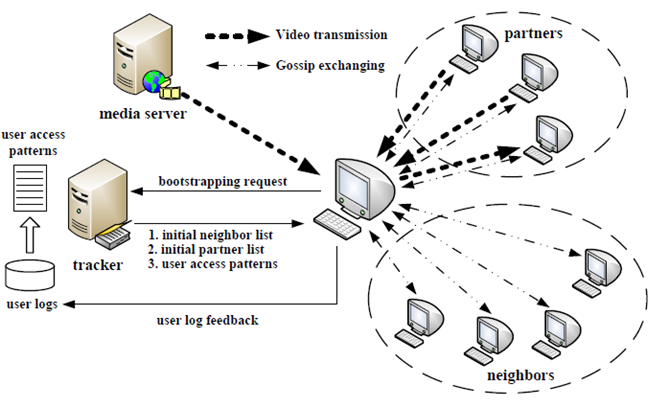 Video transmission
Gossip exchanging
partners
media server
user access
patterns
bootstrapping request
1. initial neighbor list
2. initial partner list
3. user access patterns
tracker
user logs
user log feedback
neighbors